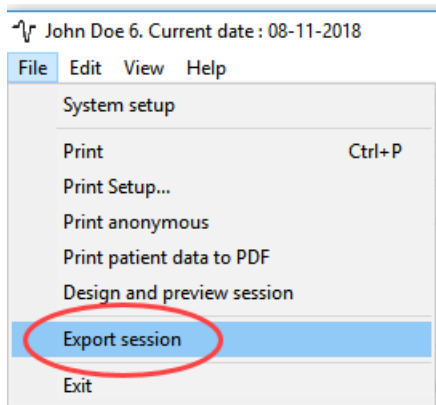 John Doe 6. Current date : 08-11-2018
File Edit View Help
System setup
Print Ctrl+P
Print Setup...
Print anonymous
Print patient data to PDF
Design and preview session
Export session
Exit